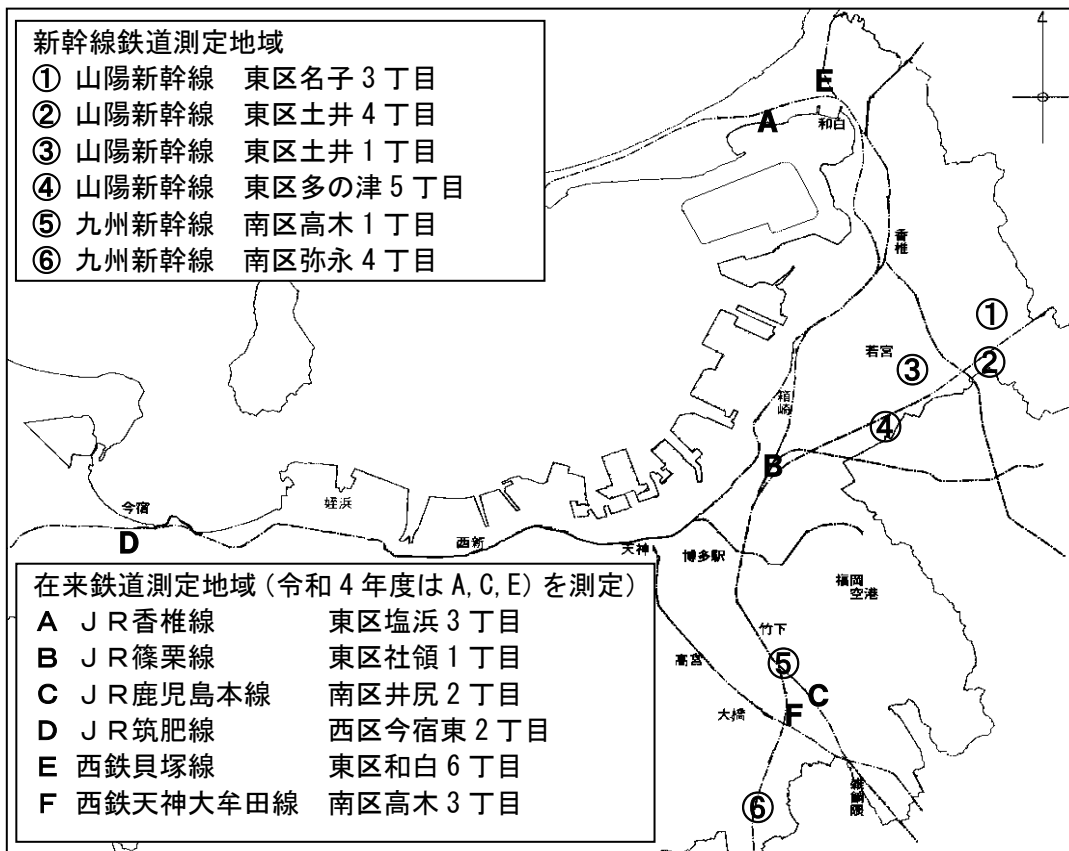 新幹線鉄道測定地域
① 山陽新幹線 東区名子3丁目
② 山陽新幹線 東区土井4丁目
③ 山陽新幹線 東区土井1丁目
④ 山陽新幹線 東区多の津5丁目
⑤ 九州新幹線 南区高木1丁目
⑥ 九州新幹線 南区弥永4丁目
E
A
和白
香椎
①
若宮
③
②
箱崎
④
B
今宿
D
姪浜
西新
天神
博多駅
福岡空港
在来鉄道測定地域(令和4年度はA,C,E)を測定
A JR香椎線 東区塩浜3丁目
B JR篠栗線 東区社領1丁目
C JR鹿児島本線 南区井尻2丁目
D JR筑肥線 西区今宿東2丁目
E 西鉄貝塚線 東区和白6丁目
F 西鉄天神大牟田線 南区高木3丁目
竹下
高宮
⑤
C
大橋
F
雑餉隈
⑥